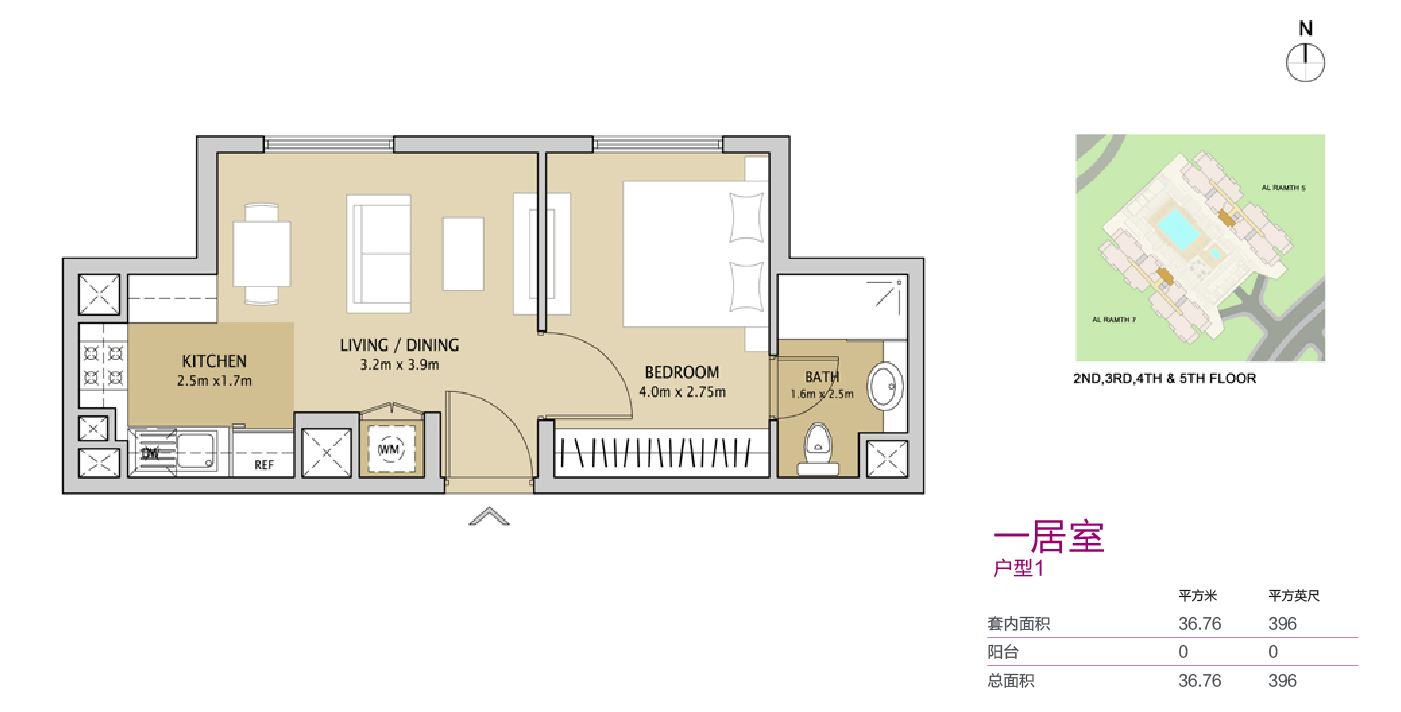 N
AL RAMTH 5
AL RAMTH 7
2ND,3RD,4TH & 5TH FLOOR
LIVING / DINING
3.2m x 3.9m
KITCHEN
2.5m x1.7m
BEDROOM
4.0m x 2.75m
BATH
1.6m x 2.5m
DW
REF
WM
一居室
户型1
平方米 平方英尺
套内面积 36.76 396
阳台 0 0
总面积 36.76 396